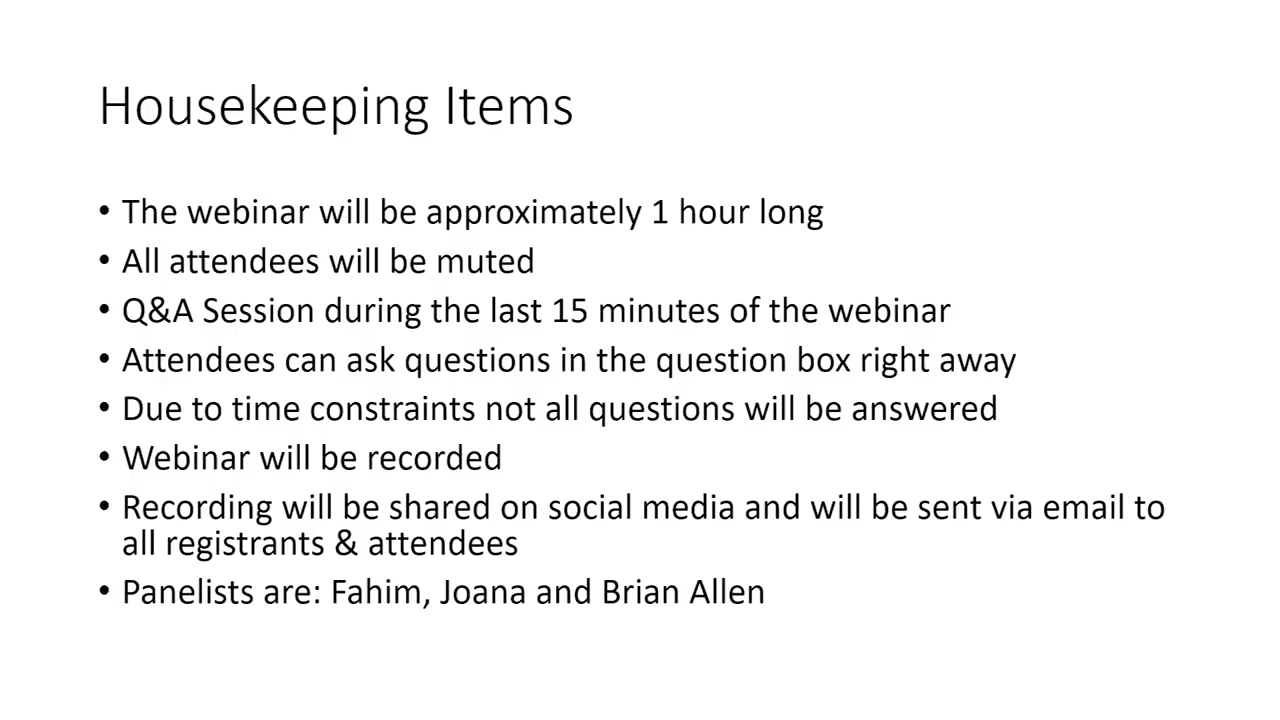 Housekeeping Items
• The webinar will be approximately 1 hour long
• All attendees will be muted
• Q&A Session during the last 15 minutes of the webinar
• Attendees can ask questions in the question box right away
• Due to time constraints not all questions will be answered
• Webinar will be recorded
• Recording will be shared on social media and will be sent via email to
all registrants & attendees
• Panelists are: Fahim, Joana and Brian Allen